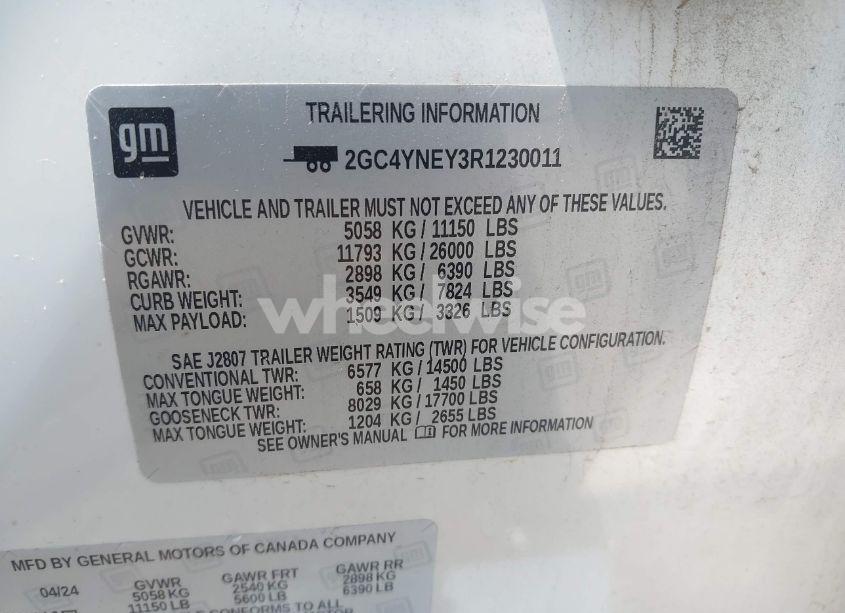 gm
TRAILERING INFORMATION
2GC4YNEY3R1230011
VEHICLE AND TRAILER MUST NOT EXCEED ANY OF THESE VALUES.
GVWR: 5058 KG / 11150 LBS
GCWR: 11793 KG / 26000 LBS
RGAWR: 2898 KG / 6390 LBS
CURB WEIGHT: 3549 KG / 7824 LBS
MAX PAYLOAD: 1509 KG / 3326 LBS
wheelwise
SAE J2807 TRAILER WEIGHT RATING (TWR) FOR VEHICLE CONFIGURATION.
CONVENTIONAL TWR: 6577 KG / 14500 LBS
MAX TONGUE WEIGHT: 658 KG / 1450 LBS
GOOSENECK TWR: 8029 KG / 17700 LBS
MAX TONGUE WEIGHT: 1204 KG / 2655 LBS
SEE OWNER'S MANUAL FOR MORE INFORMATION
MFD BY GENERAL MOTORS OF CANADA COMPANY
04/24 GVWR GAWR FRT GAWR RR
5058 KG 2540 KG 2898 KG
11150 LB 5600 LB 6390 LB
CONFORMS TO ALL